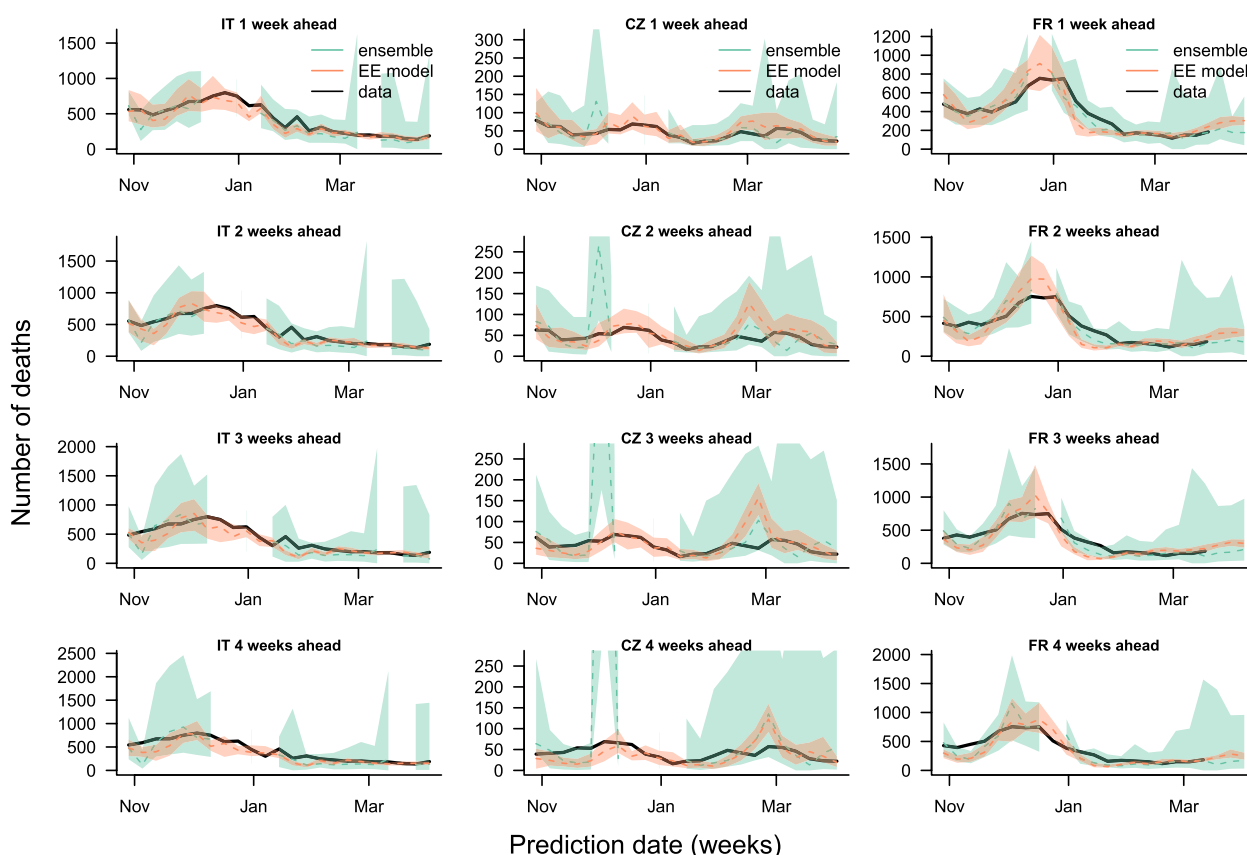 Number of deaths
IT 1 week ahead
1500
1000
500
0
Nov
Jan
Mar
ensemble
EE model
data
CZ 1 week ahead
300
250
200
150
100
50
0
Nov
Jan
Mar
ensemble
EE model
data
FR 1 week ahead
1200
1000
800
600
400
200
0
Nov
Jan
Mar
ensemble
EE model
data
IT 2 weeks ahead
1500
1000
500
0
Nov
Jan
Mar
CZ 2 weeks ahead
250
200
150
100
50
0
Nov
Jan
Mar
FR 2 weeks ahead
1500
1000
500
0
Nov
Jan
Mar
IT 3 weeks ahead
2000
1500
1000
500
0
Nov
Jan
Mar
CZ 3 weeks ahead
250
200
150
100
50
0
Nov
Jan
Mar
FR 3 weeks ahead
1500
1000
500
0
Nov
Jan
Mar
IT 4 weeks ahead
2500
2000
1500
1000
500
0
Nov
Jan
Mar
CZ 4 weeks ahead
250
200
150
100
50
0
Nov
Jan
Mar
FR 4 weeks ahead
2000
1500
1000
500
0
Nov
Jan
Mar
Prediction date (weeks)